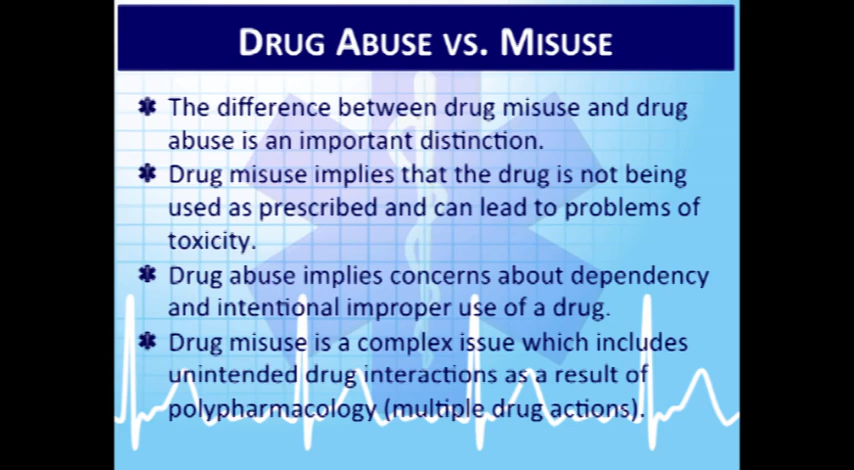 DRUG ABUSE VS. MISUSE
The difference between drug misuse and drug
abuse is an important distinction.
Drug misuse implies that the drug is not being
used as prescribed and can lead to problems of
toxicity.
Drug abuse implies concerns about dependency
and intentional improper use of a drug.
Drug misuse is a complex issue which includes
unintended drug interactions as a result of
polypharmacology (multiple drug actions).